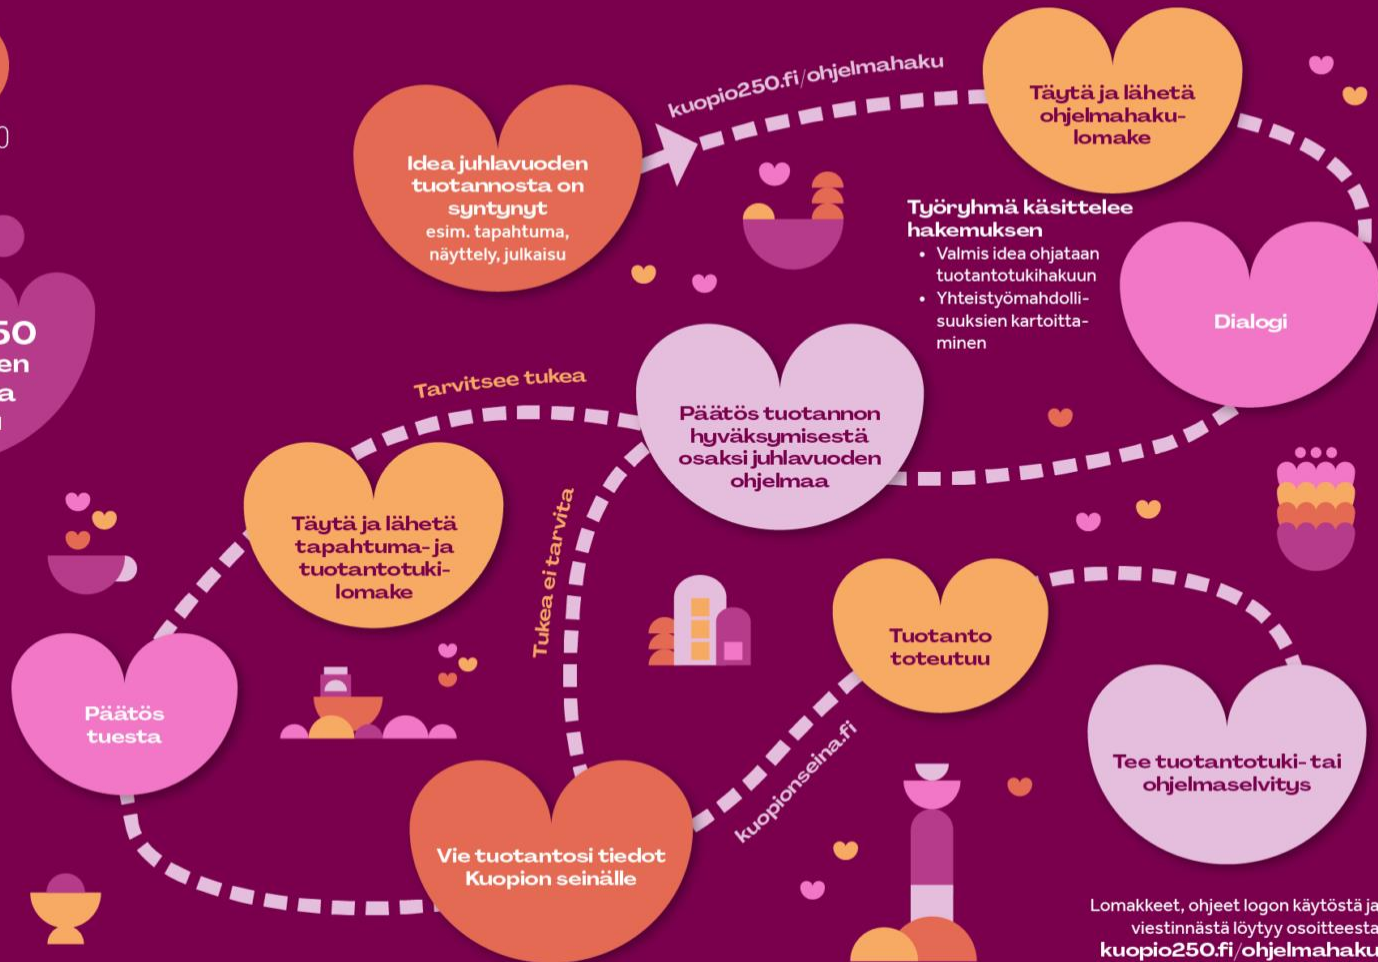 0
50
en
a
Idea juhlavuoden
tuotannosta on
syntynyt
esim. tapahtuma,
näyttely, julkaisu
kuopio250.fi/ohjelmahaku
Täytä ja lähetä
ohjelmahaku-
lomake
Työryhmä käsittelee
hakemuksen
• Valmis idea ohjataan
tuotantotukihakuun
• Yhteistyömahdolli-
suuksien kartoitta-
minen
Dialogi
Päätös tuotannon
hyväksymisestä
osaksi juhlavuoden
ohjelmaa
Tarvitsee tukea
Tukea ei tarvita
Täytä ja lähetä
tapahtuma- ja
tuotantotuki-
lomake
Päätös
tuesta
Vie tuotantosi tiedot
Kuopion seinälle
kuopionseina.fi
Tuotanto
toteutuu
Tee tuotantotuki- tai
ohjelmaselvitys
Lomakkeet, ohjeet logon käytöstä ja
viestinnästä löytyy osoitteesta
kuopio250.fi/ohjelmahaku